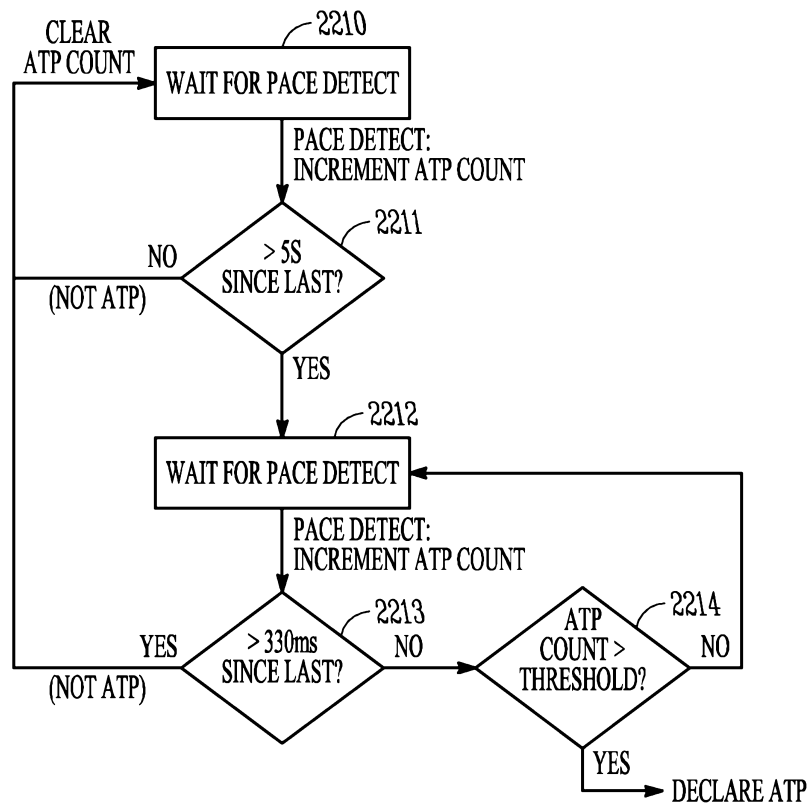 2210
CLEAR
ATP COUNT
WAIT FOR PACE DETECT
PACE DETECT:
INCREMENT ATP COUNT
2211
> 5S
SINCE LAST?
NO
(NOT ATP)
YES
2212
WAIT FOR PACE DETECT
PACE DETECT:
INCREMENT ATP COUNT
2213
> 330ms
SINCE LAST?
YES
(NOT ATP)
NO
2214
ATP
COUNT >
THRESHOLD?
NO
YES
DECLARE ATP